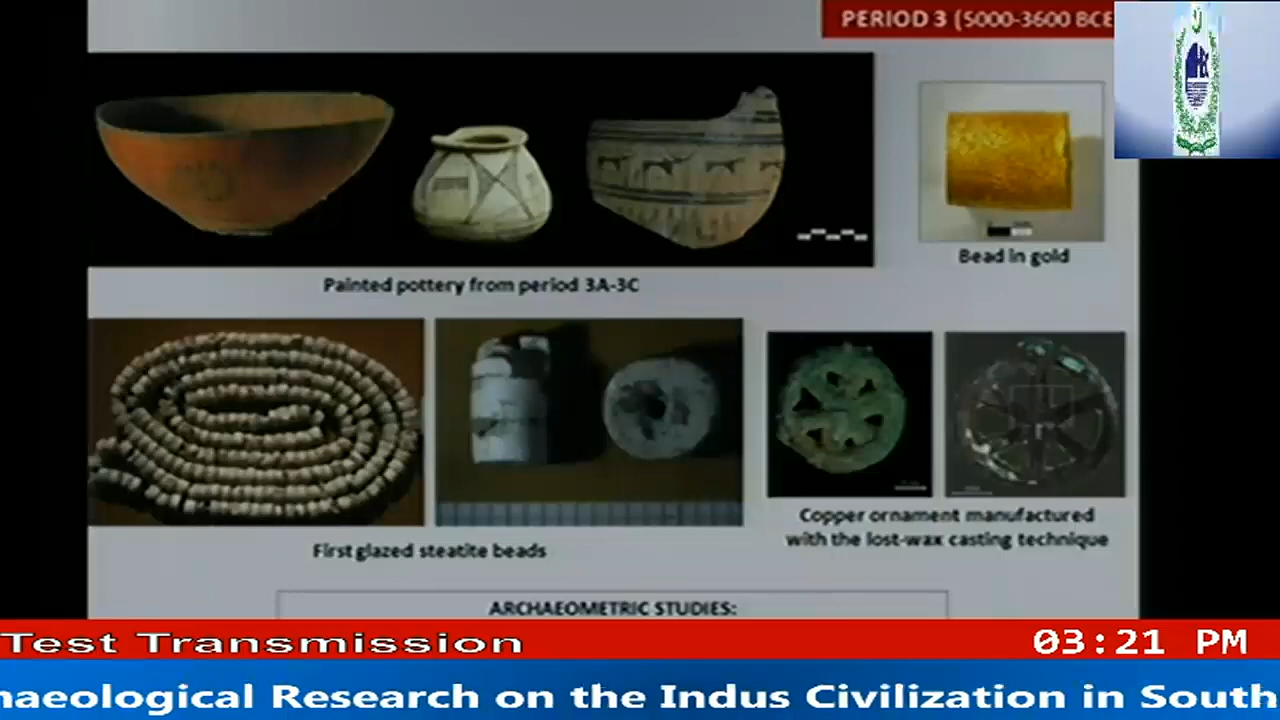 PERIOD 3 (5000-3600 BCE
Bead in gold
Painted pottery from period 3A-3C
First glazed steatite beads
Copper ornament manufactured
with the lost-wax casting technique
ARCHAEOMETRIC STUDIES:
Test Transmission
03:21 PM
haeological Research on the Indus Civilization in South